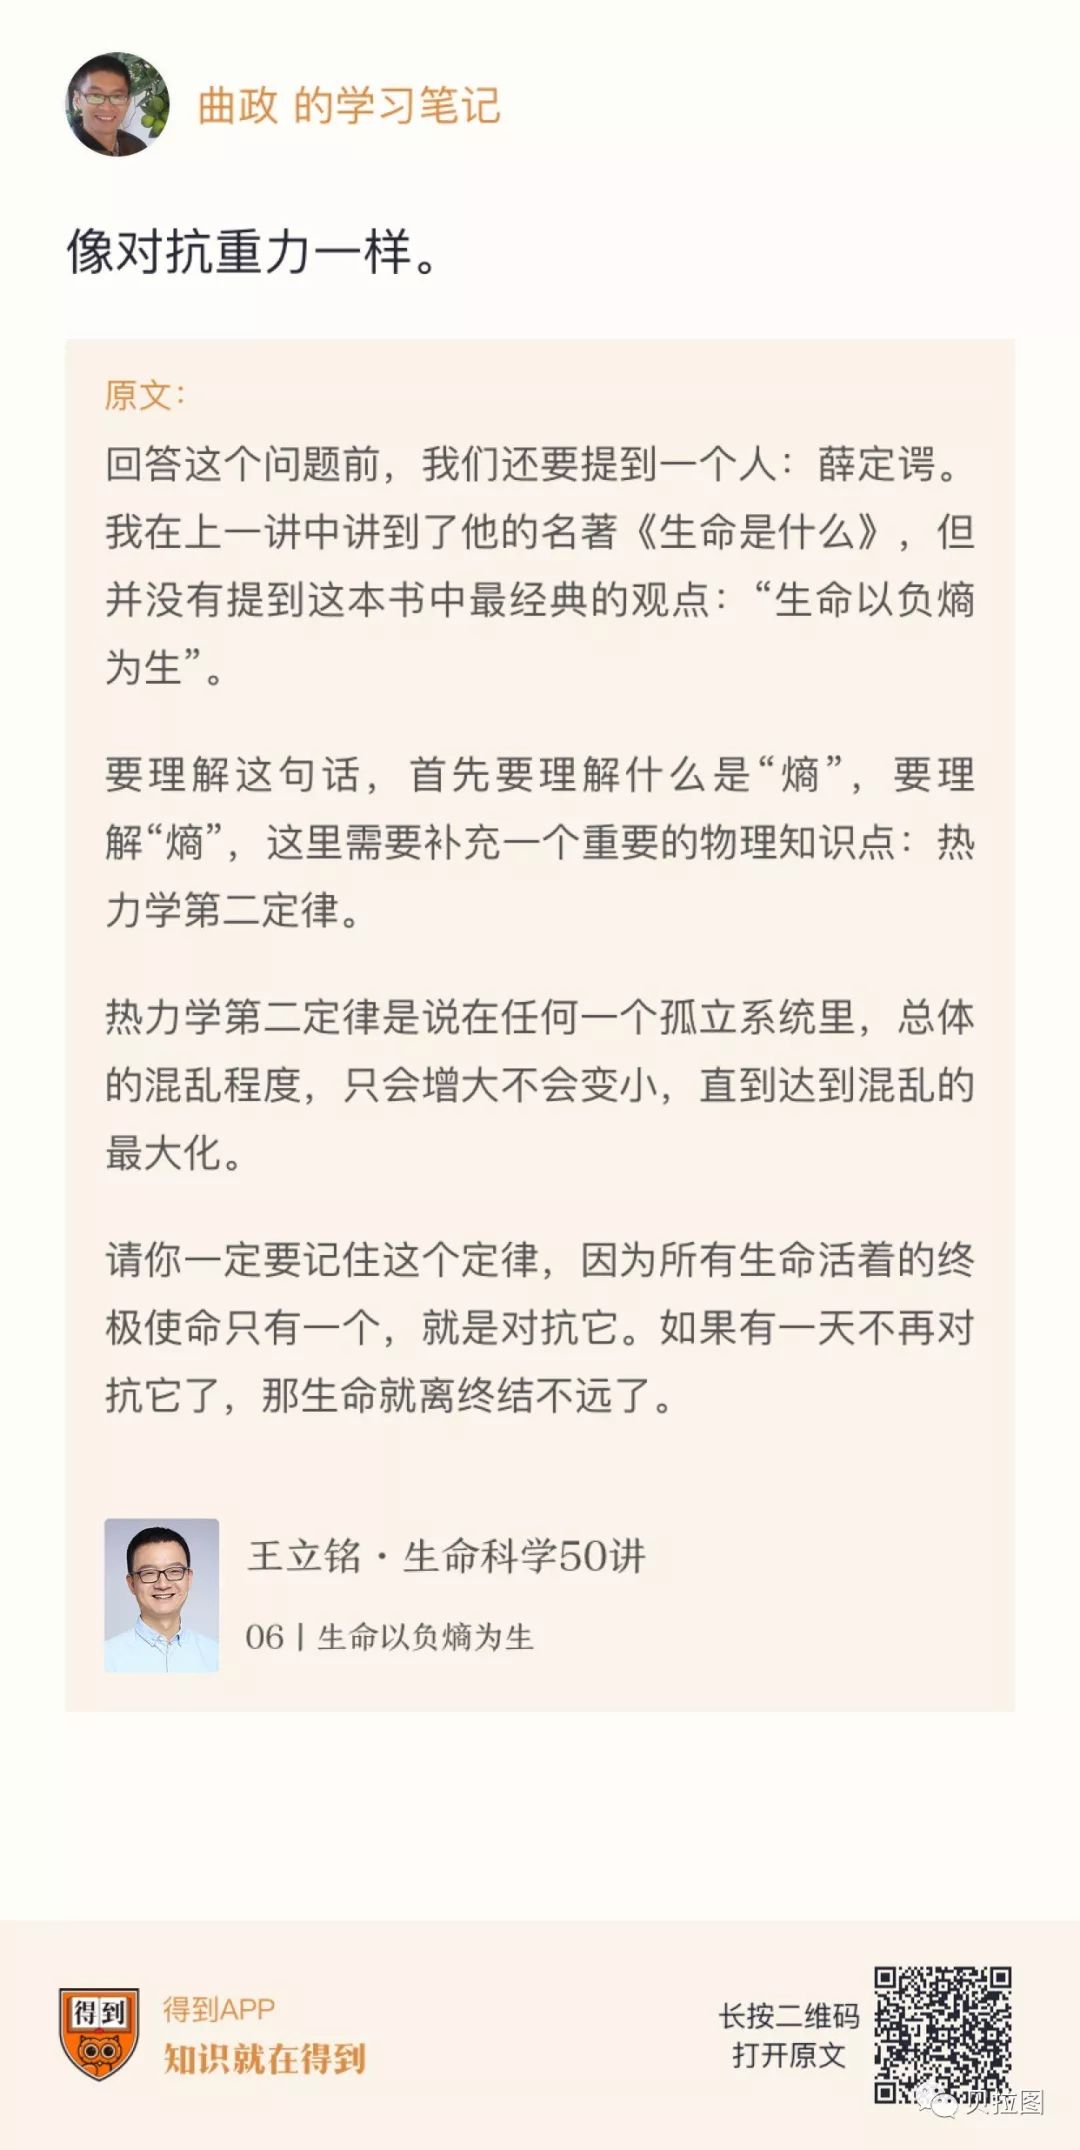 曲政 的学习笔记
像对抗重力一样。
原文：
回答这个问题前，我们还要提到一个人：薛定谔。
我在上一讲中讲到了他的名著《生命是什么》，但
并没有提到这本书中最经典的观点：“生命以负熵
为生”。
要理解这句话，首先要理解什么是“熵”，要理
解“熵”，这里需要补充一个重要的物理知识点：热
力学第二定律。
热力学第二定律是说在任何一个孤立系统里，总体
的混乱程度，只会增大不会变小，直到达到混乱的
最大化。
请你一定要记住这个定律，因为所有生命活着的终
极使命只有一个，就是对抗它。如果有一天不再对
抗它了，那生命就离终结不远了。
王立铭·生命科学50讲
06丨生命以负熵为生
得到
得到APP
知识就在得到
长按二维码
打开原文
贝拉图